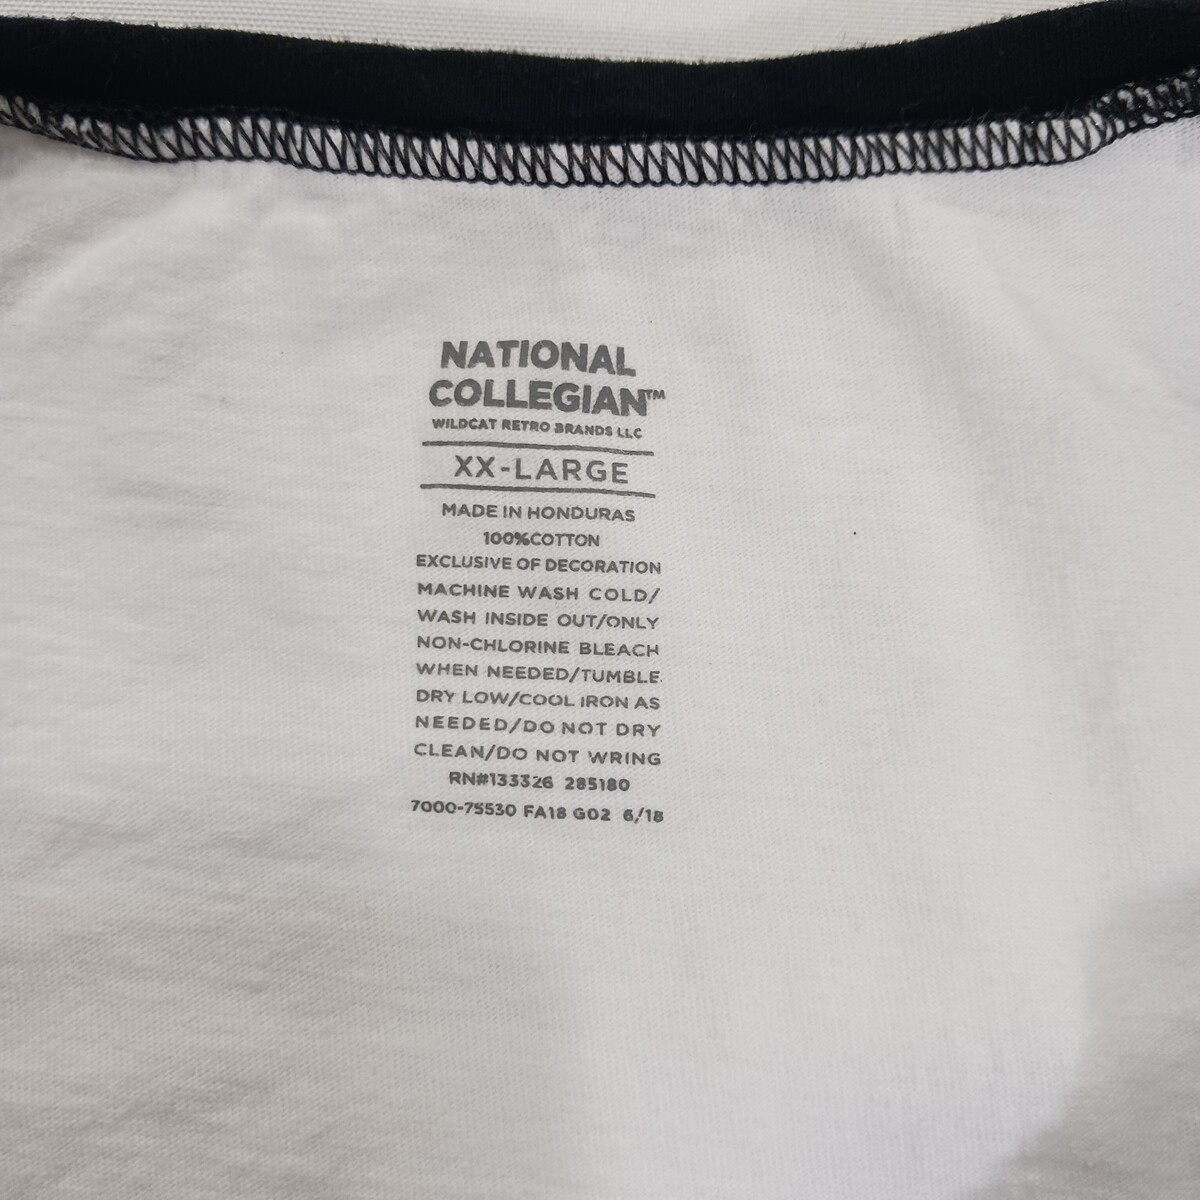 NATIONAL
COLLEGIAN™
WILDCAT RETRO BRANDS LLC
XX-LARGE
MADE IN HONDURAS
100%COTTON
EXCLUSIVE OF DECORATION
MACHINE WASH COLD/
WASH INSIDE OUT/ONLY
NON-CHLORINE BLEACH
WHEN NEEDED/TUMBLE
DRY LOW/COOL IRON AS
NEEDED/DO NOT DRY
CLEAN/DO NOT WRING
RN#133326 285180
7000-75530 FA18 G02 6/18